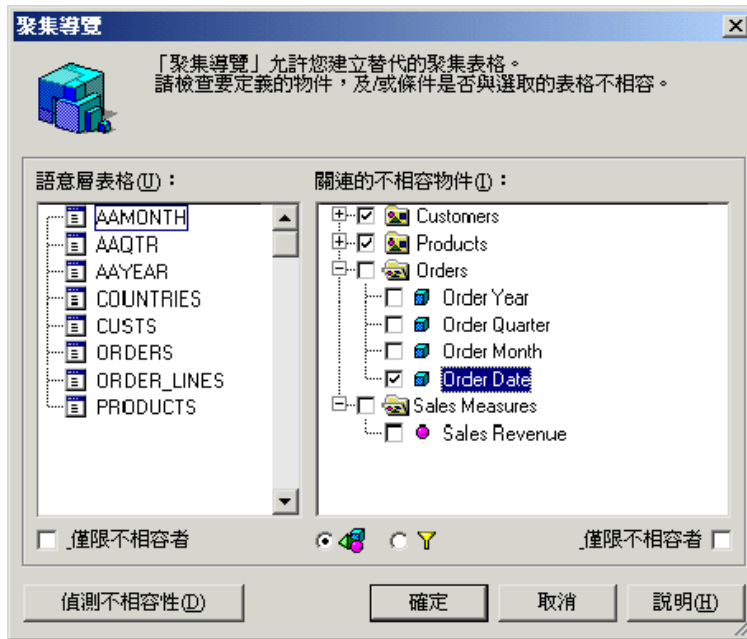 聚集導覽
「聚集導覽」允許您建立替代的聚集表格。
請檢查要定義的物件，及/或條件是否與選取的表格不相容。
語意層表格(U)：
AAMONTH
AAQTR
AAYEAR
COUNTRIES
CUSTS
ORDERS
ORDER_LINES
PRODUCTS
關連的不相容物件(I)：
Customers
Products
Orders
Order Year
Order Quarter
Order Month
Order Date
Sales Measures
Sales Revenue
_僅限不相容者
_僅限不相容者
偵測不相容性(D)
確定
取消
說明(H)